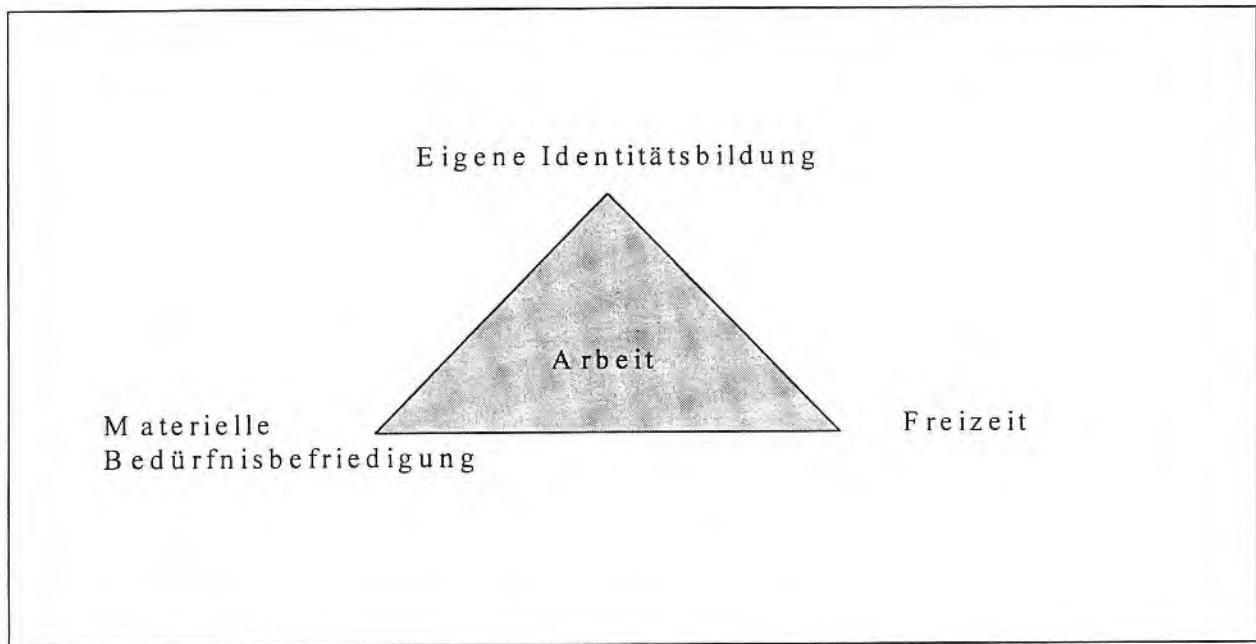 Eigene Identitätsbildung
Arbeit
Materielle
Bedürfnisbefriedigung
Freizeit